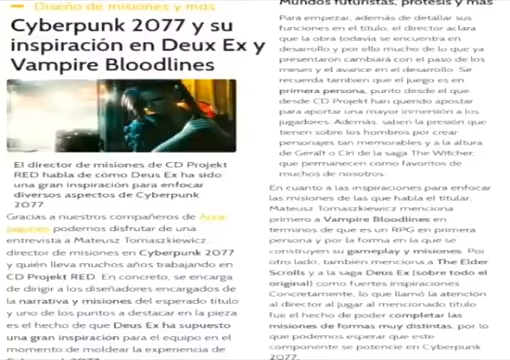 Diseño de misiones y más
Cyberpunk 2077 y su
inspiración en Deux Ex y
Vampire Bloodlines
El director de misiones de CD Projekt
RED habla de cómo Deus Ex ha sido
una gran inspiración para enfocar
diversos aspectos de Cyberpunk
2077
Gracias a nuestros compañeros de Area
jugones podemos disfrutar de una
entrevista a Mateusz Tomaszkiewicz,
director de misiones en Cyberpunk 2077
y quién lleva muchos años trabajando en
CD Projekt RED. En concreto, se encarga
de dirigir a los diseñadores encargados de
la narrativa y misiones del esperado título
y uno de los puntos a destacar en la pieza
es el hecho de que Deus Ex ha supuesto
una gran inspiración para el equipo en el
momento de moldear la experiencia de
Mundos futuristas, prótesis y más
Para empezar, además de detallar sus
funciones en el título, el director aclara
que la obra todavía se encuentra en
desarrollo y por ello mucho de lo que ya
presentaron cambiará con el paso de los
meses y el avance en el desarrollo. Se
recuerda también que el juego es en
primera persona, punto desde el que
desde CD Projekt han querido apostar
para aportar una mayor inmersión a los
jugadores. Además, saben la presión que
tienen sobre los hombros por crear
personajes tan memorables y a la altura
de Geralt o Ciri de la saga The Witcher,
que permanecen como favoritos de
muchos de nosotros.
En cuanto a las inspiraciones para enfocar
las misiones de las que habla el titular,
Mateusz Tomaszkiewicz menciona
primero a Vampire Bloodlines en
terminos de que es un RPG en primera
persona y por la forma en la que se
construyen su gameplay y misiones. Por
otro lado, también menciona a The Elder
Scrolls y a la saga Deus Ex (sobre todo el
original) como fuertes inspiraciones
Concretamente, lo que llamó la atención
al director al jugar al mencionado título
fue el hecho de poder completar las
misiones de formas muy distintas, por lo
que podemos esperar que este
componente se potencie en Cyberpunk
2077.